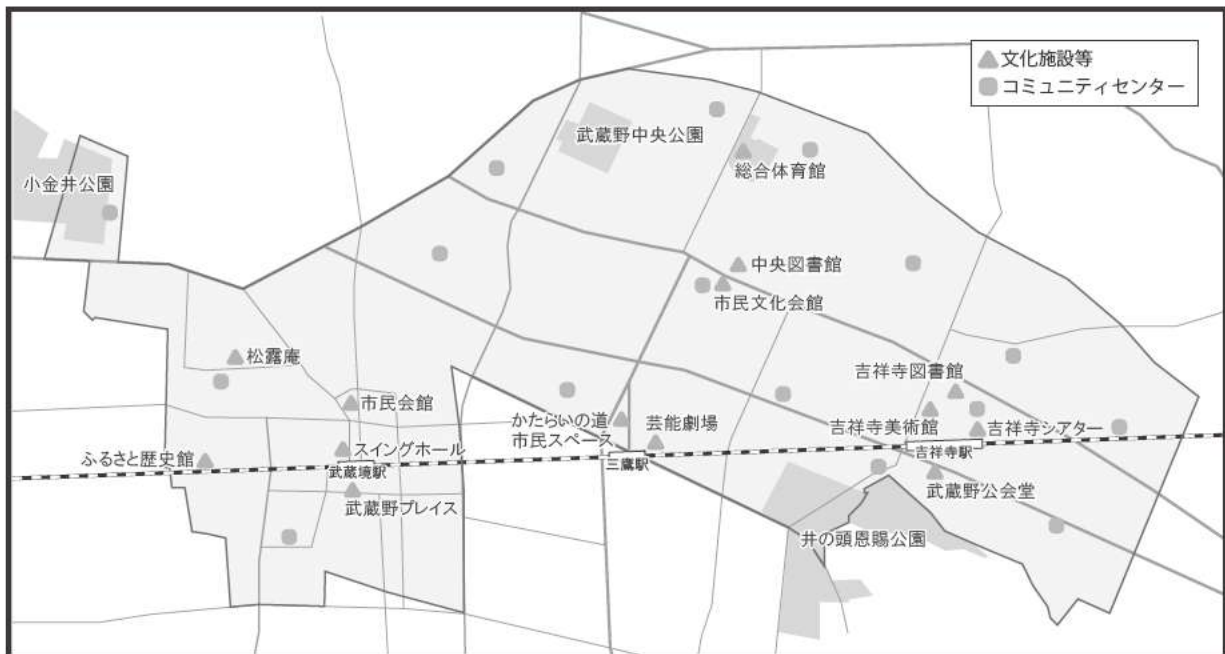 文化施設等
コミュニティセンター
武蔵野中央公園
総合体育館
小金井公園
中央図書館
市民文化会館
松露庵
吉祥寺図書館
市民会館
かたらいの道
市民スペース
芸能劇場
吉祥寺美術館
吉祥寺シアター
スイングホール
吉祥寺駅
ふるさと歴史館
武蔵境駅
三鷹駅
武蔵野公会堂
武蔵野プレイス
井の頭恩賜公園